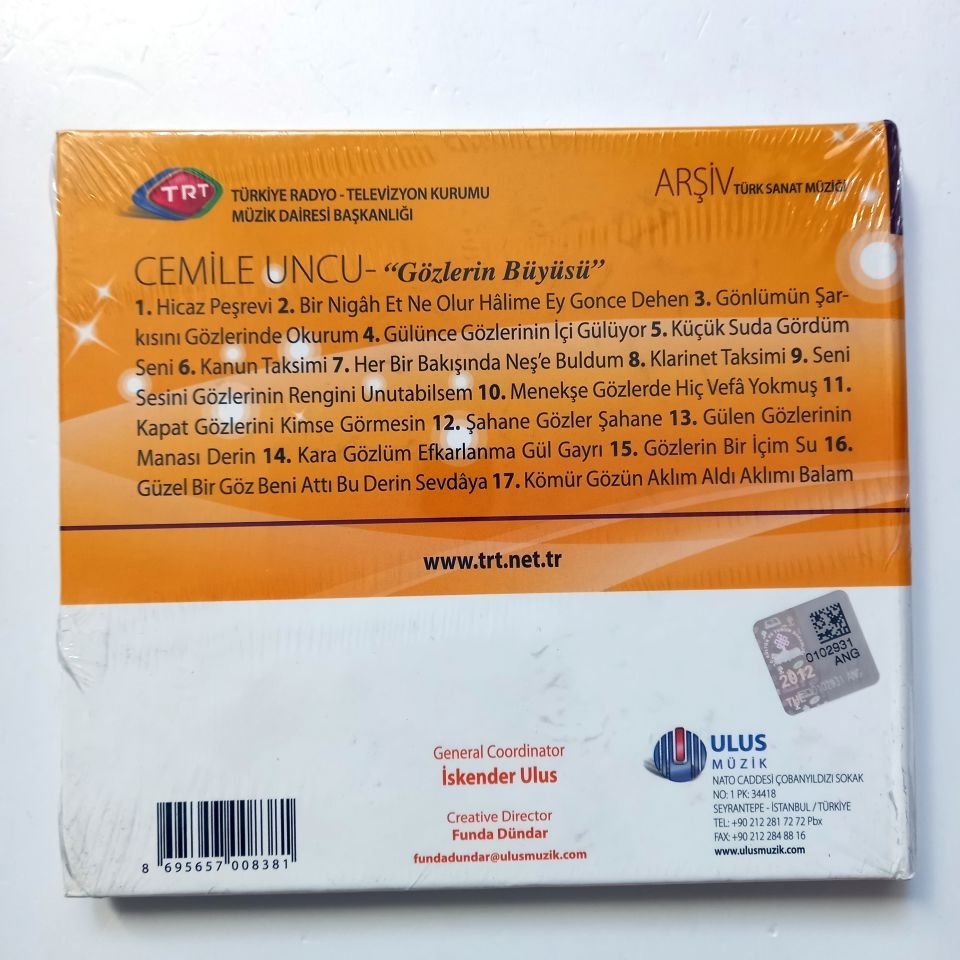 TRT
TÜRKİYE RADYO - TELEVİZYON KURUMU
MÜZİK DAİRESİ BAŞKANLIĞI
ARŞİV TÜRK SANAT MÜZİĞİ
CEMİLE UNCU- “Gözlerin Büyüsü”
1. Hicaz Peşrevi 2. Bir Nigâh Et Ne Olur Hâlime Ey Gonce Dehen 3. Gönlümün Şar-
kısını Gözlerinde Okurum 4. Gülünce Gözlerinin İçi Gülüyor 5. Küçük Suda Gördüm
Seni 6. Kanun Taksimi 7. Her Bir Bakışında Neş'e Buldum 8. Klarinet Taksimi 9. Seni
Sesini Gözlerinin Rengini Unutabilsem 10. Menekşe Gözlerde Hiç Vefâ Yokmuş 11.
Kapat Gözlerini Kimse Görmesin 12. Şahane Gözler Şahane 13. Gülen Gözlerinin
Manası Derin 14. Kara Gözlüm Efkarlanma Gül Gayrı 15. Gözlerin Bir İçim Su 16.
Güzel Bir Göz Beni Attı Bu Derin Sevdâya 17. Kömür Gözün Aklım Aldı Aklımı Balam
www.trt.net.tr
0102931
ANG
2012
General Coordinator
İskender Ulus
Creative Director
Funda Dündar
fundadundar@ulusmuzik.com
ULUS
MÜZİK
NATO CADDESİ ÇOBANYILDIZI SOKAK
NO: 1 PK: 34418
SEYRANTEPE - İSTANBUL / TÜRKİYE
TEL: +90 212 281 72 72 Pbx
FAX: +90 212 284 88 16
www.ulusmuzik.com
8 695657 008381